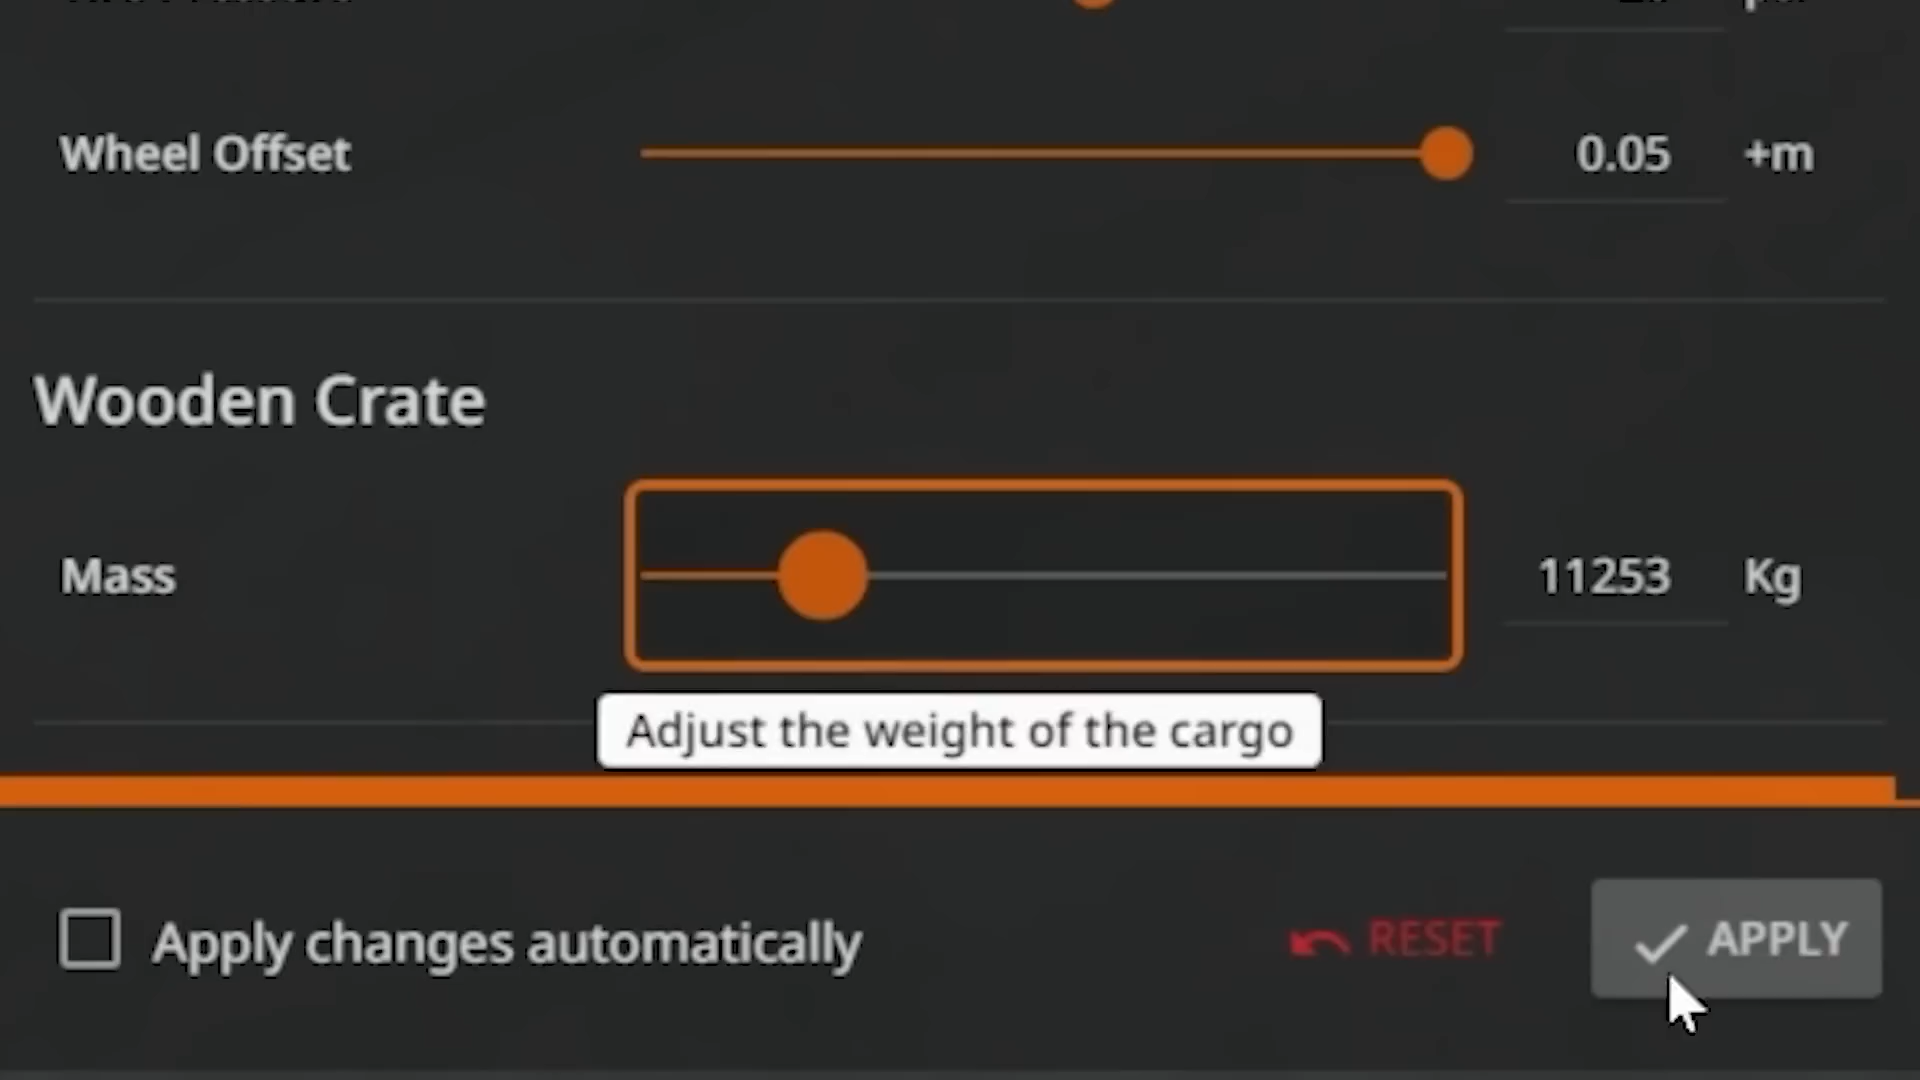 Wheel Offset 0.05 +m
Wooden Crate
Mass 11253 Kg
Adjust the weight of the cargo
Apply changes automatically RESET APPLY